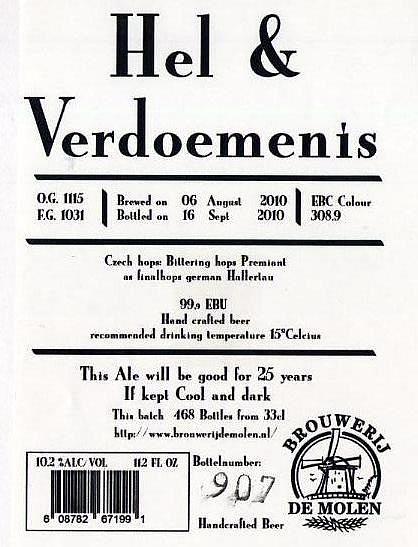 Hel &
Verdoemenis
O.G. 1115
F.G. 1031
Brewed on 06 August 2010
Bottled on 16 Sept 2010
EBC Colour
308.9
Czech hops: Bittering hops Premiant
as finalhops german Hallertau
99,9 EBU
Hand crafted beer
recommended drinking temperature 15°Celcius
This Ale will be good for 25 years
If kept Cool and dark
This batch 468 Bottles from 33cl
http://www.brouwerijdemolen.nl/
10.2 %ALC/VOL 11.2 FL OZ
6 08782 67199 1
Bottelnumber:
907
Handcrafted Beer
BROUWERIJ
DE MOLEN